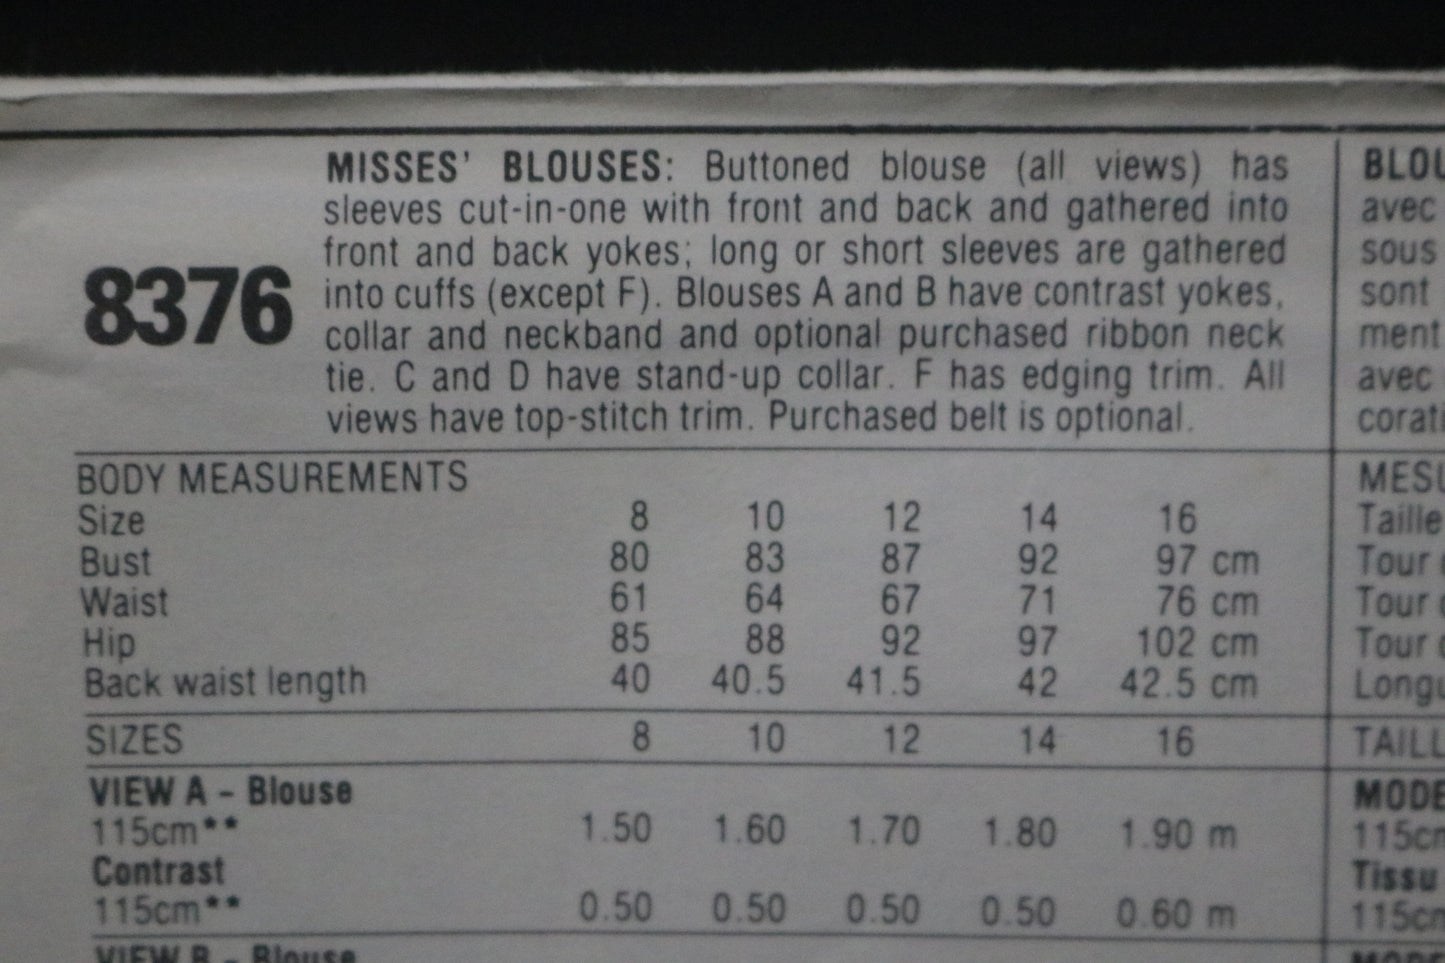 8376
MISSES' BLOUSES: Buttoned blouse (all views) has
sleeves cut-in-one with front and back and gathered into
front and back yokes; long or short sleeves are gathered
into cuffs (except F). Blouses A and B have contrast yokes,
collar and neckband and optional purchased ribbon neck
tie. C and D have stand-up collar. F has edging trim. All
views have top-stitch trim. Purchased belt is optional.
BODY MEASUREMENTS
Size 8 10 12 14 16
Bust 80 83 87 92 97 cm
Waist 61 64 67 71 76 cm
Hip 85 88 92 97 102 cm
Back waist length 40 40.5 41.5 42 42.5 cm
SIZES 8 10 12 14 16
VIEW A - Blouse
115cm** 1.50 1.60 1.70 1.80 1.90 m
Contrast
115cm** 0.50 0.50 0.50 0.50 0.60 m
VIEW B - Blouse
avec
sous
sont
avec
Taille
Tour
Tour
Tour
Tissu